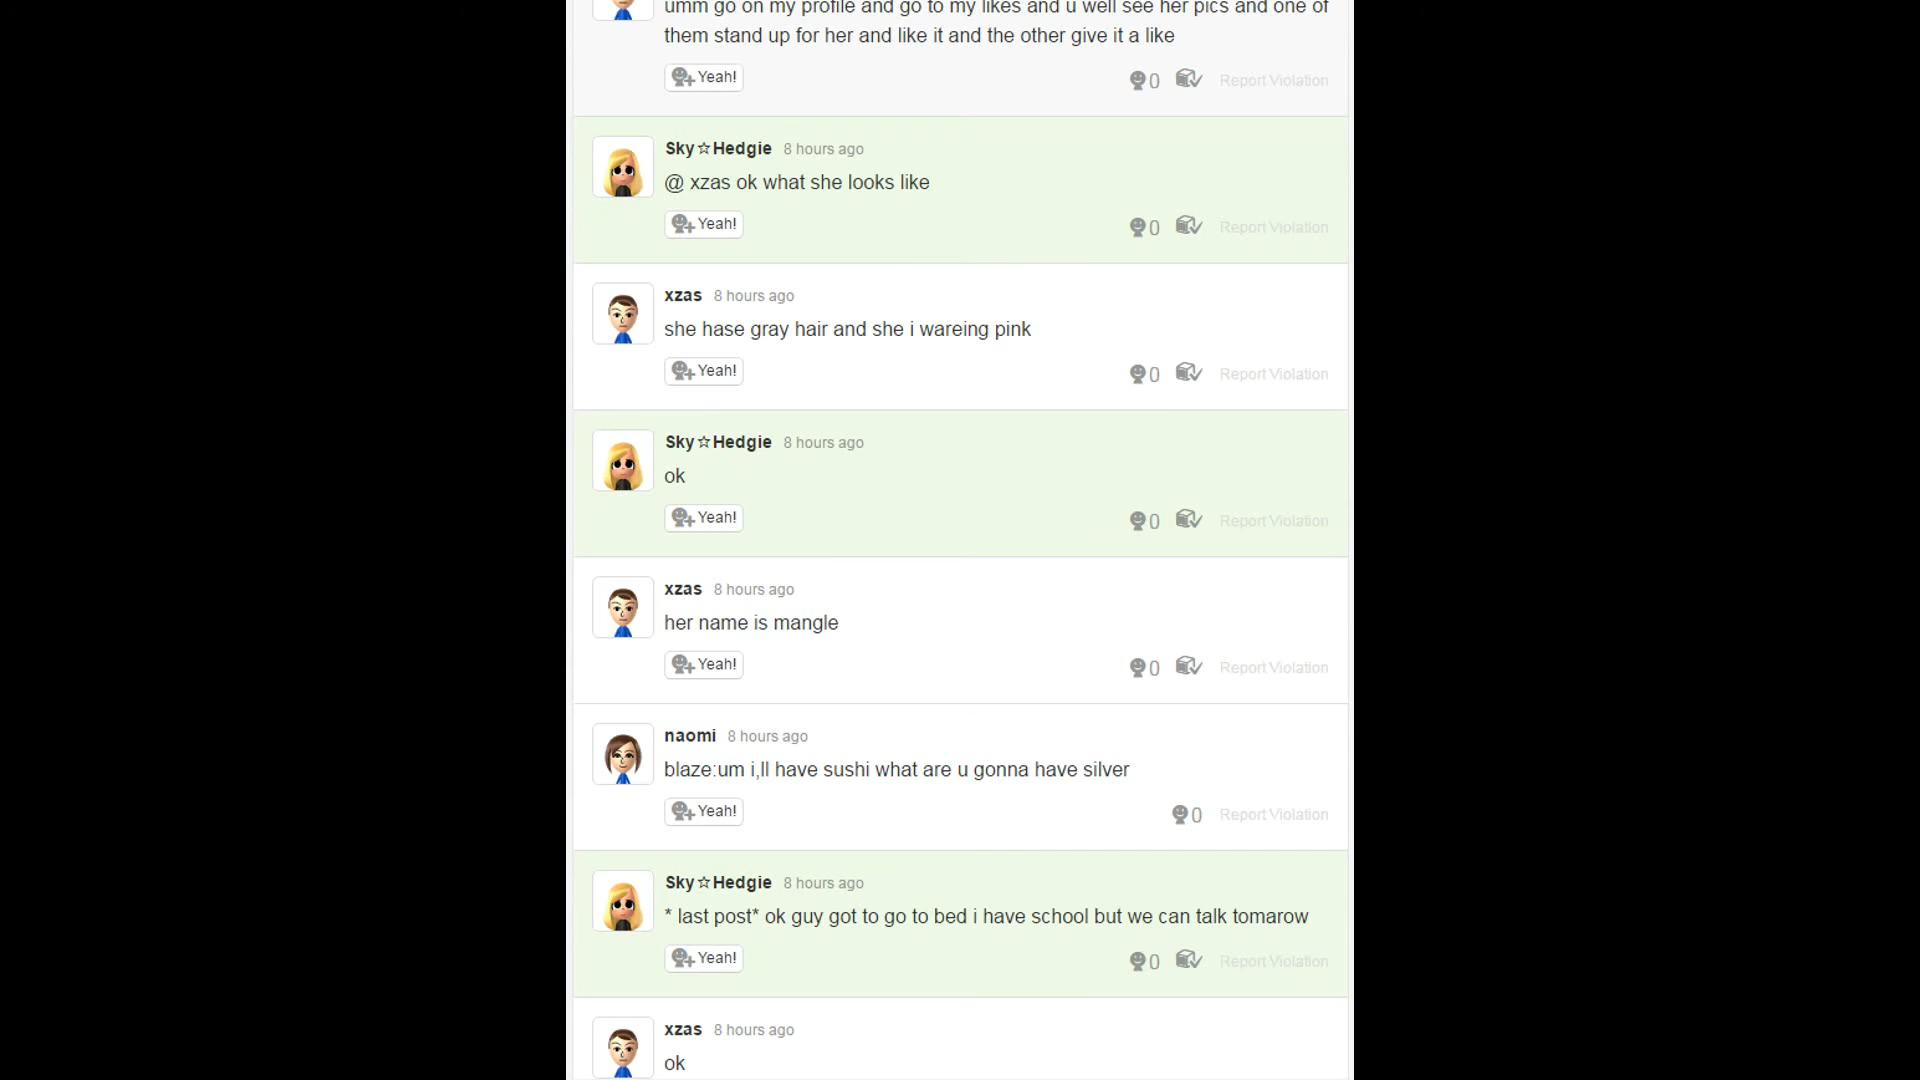 umm go on my profile and go to my likes and u well see her pics and one of
them stand up for her and like it and the other give it a like
Yeah!
0
Report Violation
Sky☆Hedgie 8 hours ago
@ xzas ok what she looks like
Yeah!
0
Report Violation
xzas 8 hours ago
she hase gray hair and she i wareing pink
Yeah!
0
Report Violation
Sky☆Hedgie 8 hours ago
ok
Yeah!
0
Report Violation
xzas 8 hours ago
her name is mangle
Yeah!
0
Report Violation
naomi 8 hours ago
blaze:um i,ll have sushi what are u gonna have silver
Yeah!
0
Report Violation
Sky☆Hedgie 8 hours ago
* last post* ok guy got to go to bed i have school but we can talk tomarow
Yeah!
0
Report Violation
xzas 8 hours ago
ok